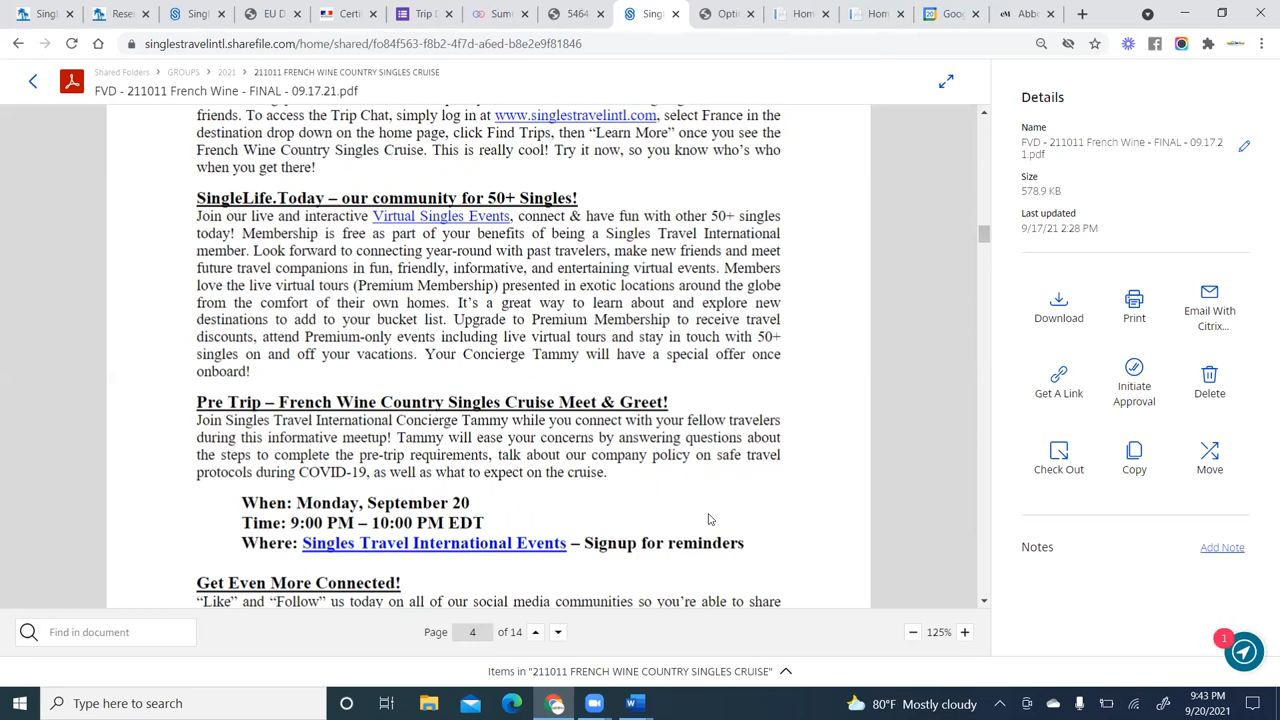 Singl
Rese
Singl
EU D
Certi
Trip D
Sum
5464
Singl
Opti
Hom
Hom
Goo
Abbo
singlestravelintl.sharefile.com/home/shared/fo84f563-f8b2-4f7d-a6ed-b8e2e9f81846
Shared Folders > GROUPS > 2021 > 211011 FRENCH WINE COUNTRY SINGLES CRUISE
FVD - 211011 French Wine - FINAL - 09.17.21.pdf
friends. To access the Trip Chat, simply log in at www.singlestravelintl.com, select France in the
destination drop down on the home page, click Find Trips, then “Learn More” once you see the
French Wine Country Singles Cruise. This is really cool! Try it now, so you know who’s who
when you get there!
SingleLife.Today – our community for 50+ Singles!
Join our live and interactive Virtual Singles Events, connect & have fun with other 50+ singles
today! Membership is free as part of your benefits of being a Singles Travel International
member. Look forward to connecting year-round with past travelers, make new friends and meet
future travel companions in fun, friendly, informative, and entertaining virtual events. Members
love the live virtual tours (Premium Membership) presented in exotic locations around the globe
from the comfort of their own homes. It’s a great way to learn about and explore new
destinations to add to your bucket list. Upgrade to Premium Membership to receive travel
discounts, attend Premium-only events including live virtual tours and stay in touch with 50+
singles on and off your vacations. Your Concierge Tammy will have a special offer once
onboard!
Pre Trip – French Wine Country Singles Cruise Meet & Greet!
Join Singles Travel International Concierge Tammy while you connect with your fellow travelers
during this informative meetup! Tammy will ease your concerns by answering questions about
the steps to complete the pre-trip requirements, talk about our company policy on safe travel
protocols during COVID-19, as well as what to expect on the cruise.
When: Monday, September 20
Time: 9:00 PM – 10:00 PM EDT
Where: Singles Travel International Events – Signup for reminders
Get Even More Connected!
“Like” and “Follow” us today on all of our social media communities so you’re able to share
Find in document
Page 4 of 14
125%
Items in "211011 FRENCH WINE COUNTRY SINGLES CRUISE"
Details
Name
FVD - 211011 French Wine - FINAL - 09.17.2
1.pdf
Size
578.9 KB
Last updated
9/17/21 2:28 PM
Download
Print
Email With
Citrix...
Get A Link
Initiate
Approval
Delete
Check Out
Copy
Move
Notes
Add Note
1
Type here to search
80°F Mostly cloudy
9:43 PM
9/20/2021